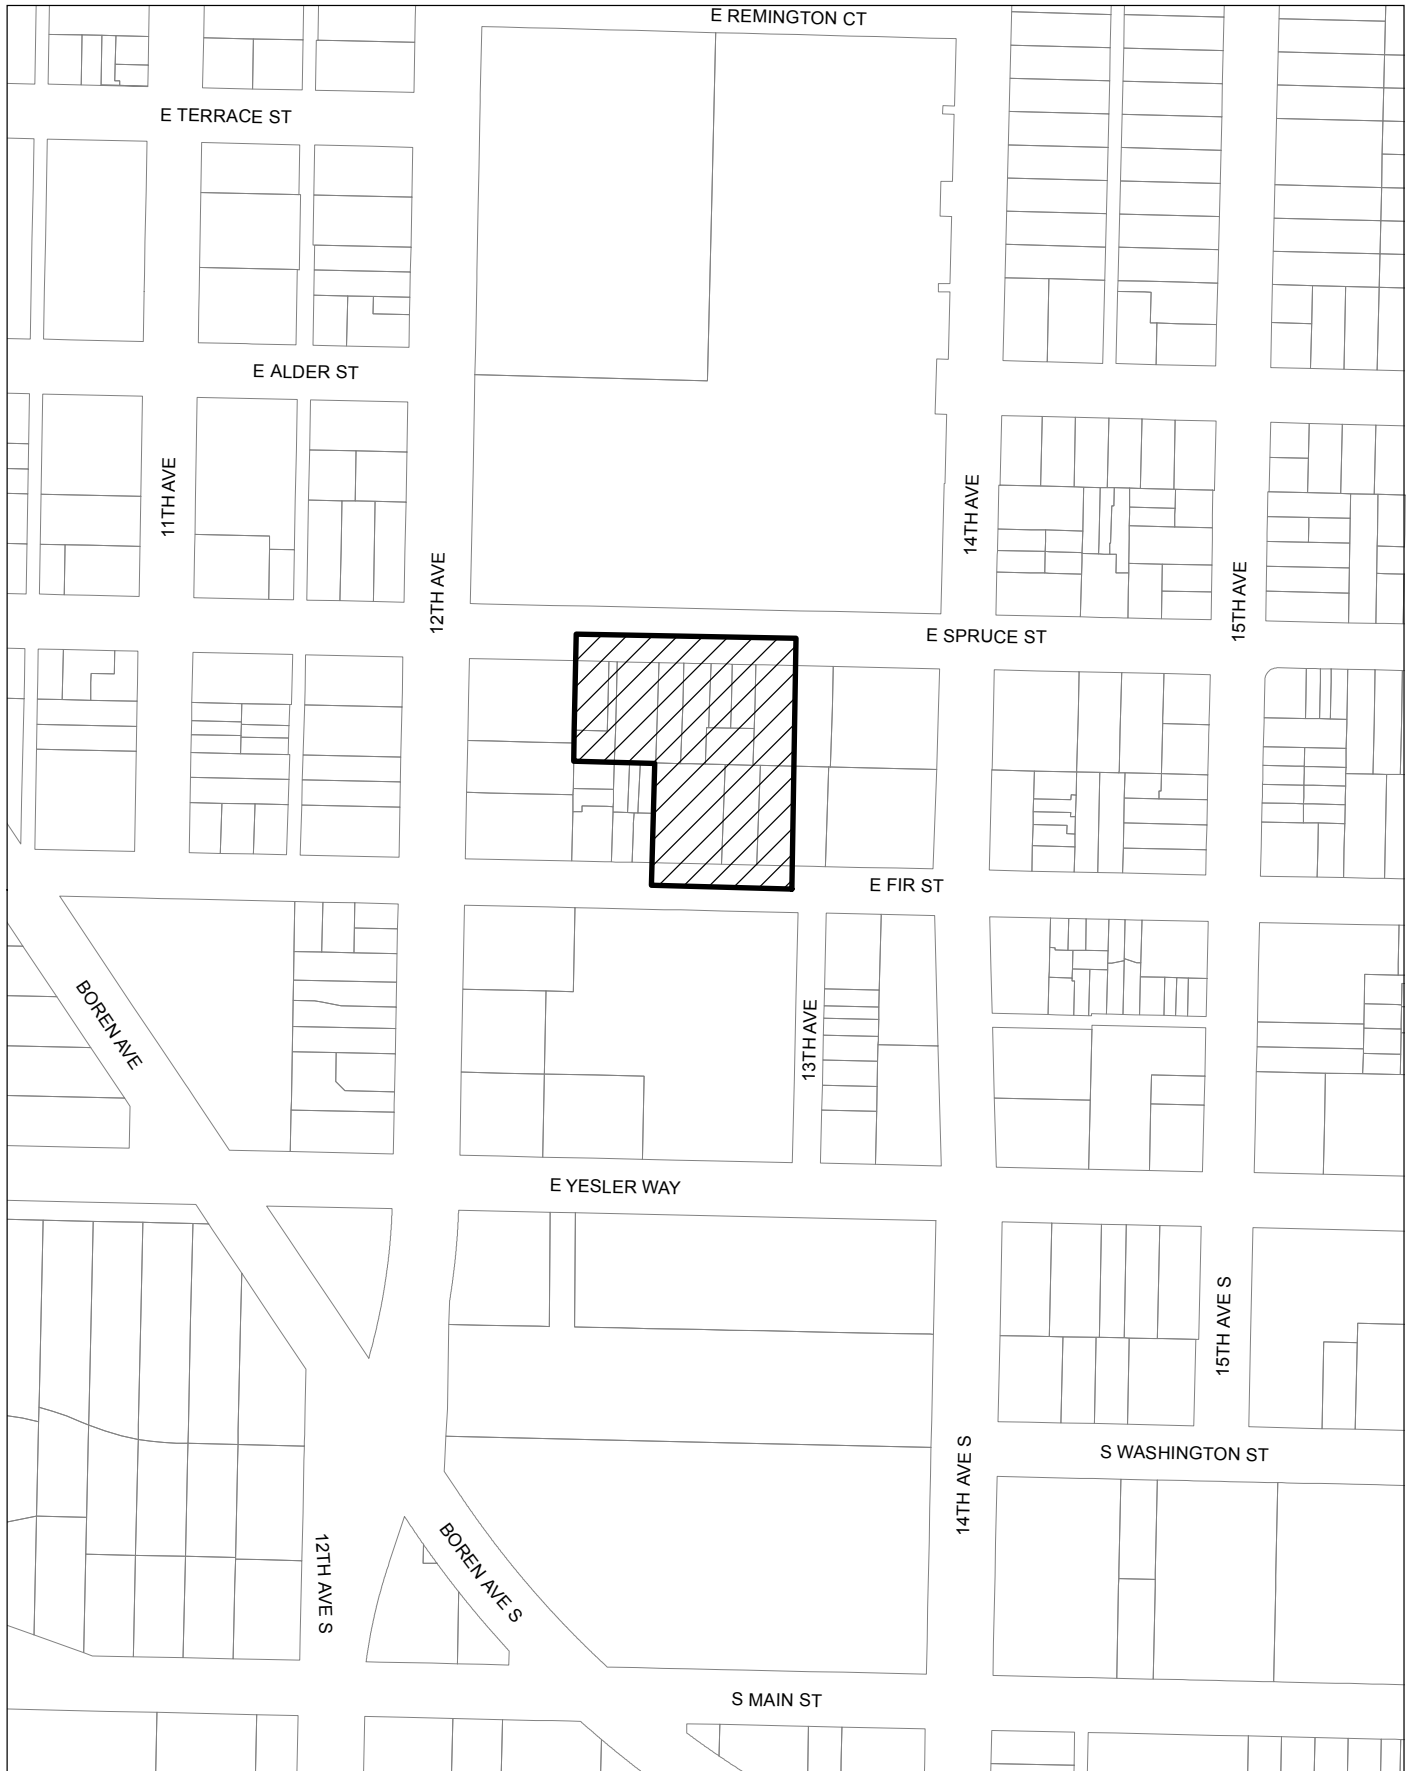 E REMINGTON CT
E TERRACE ST
E ALDER ST
11TH AVE
14TH AVE
12TH AVE
15TH AVE
E SPRUCE ST
E FIR ST
BOREN AVE
13TH AVE
E YESLER WAY
15TH AVE S
S WASHINGTON ST
14TH AVE S
12TH AVE S
BOREN AVE S
S MAIN ST